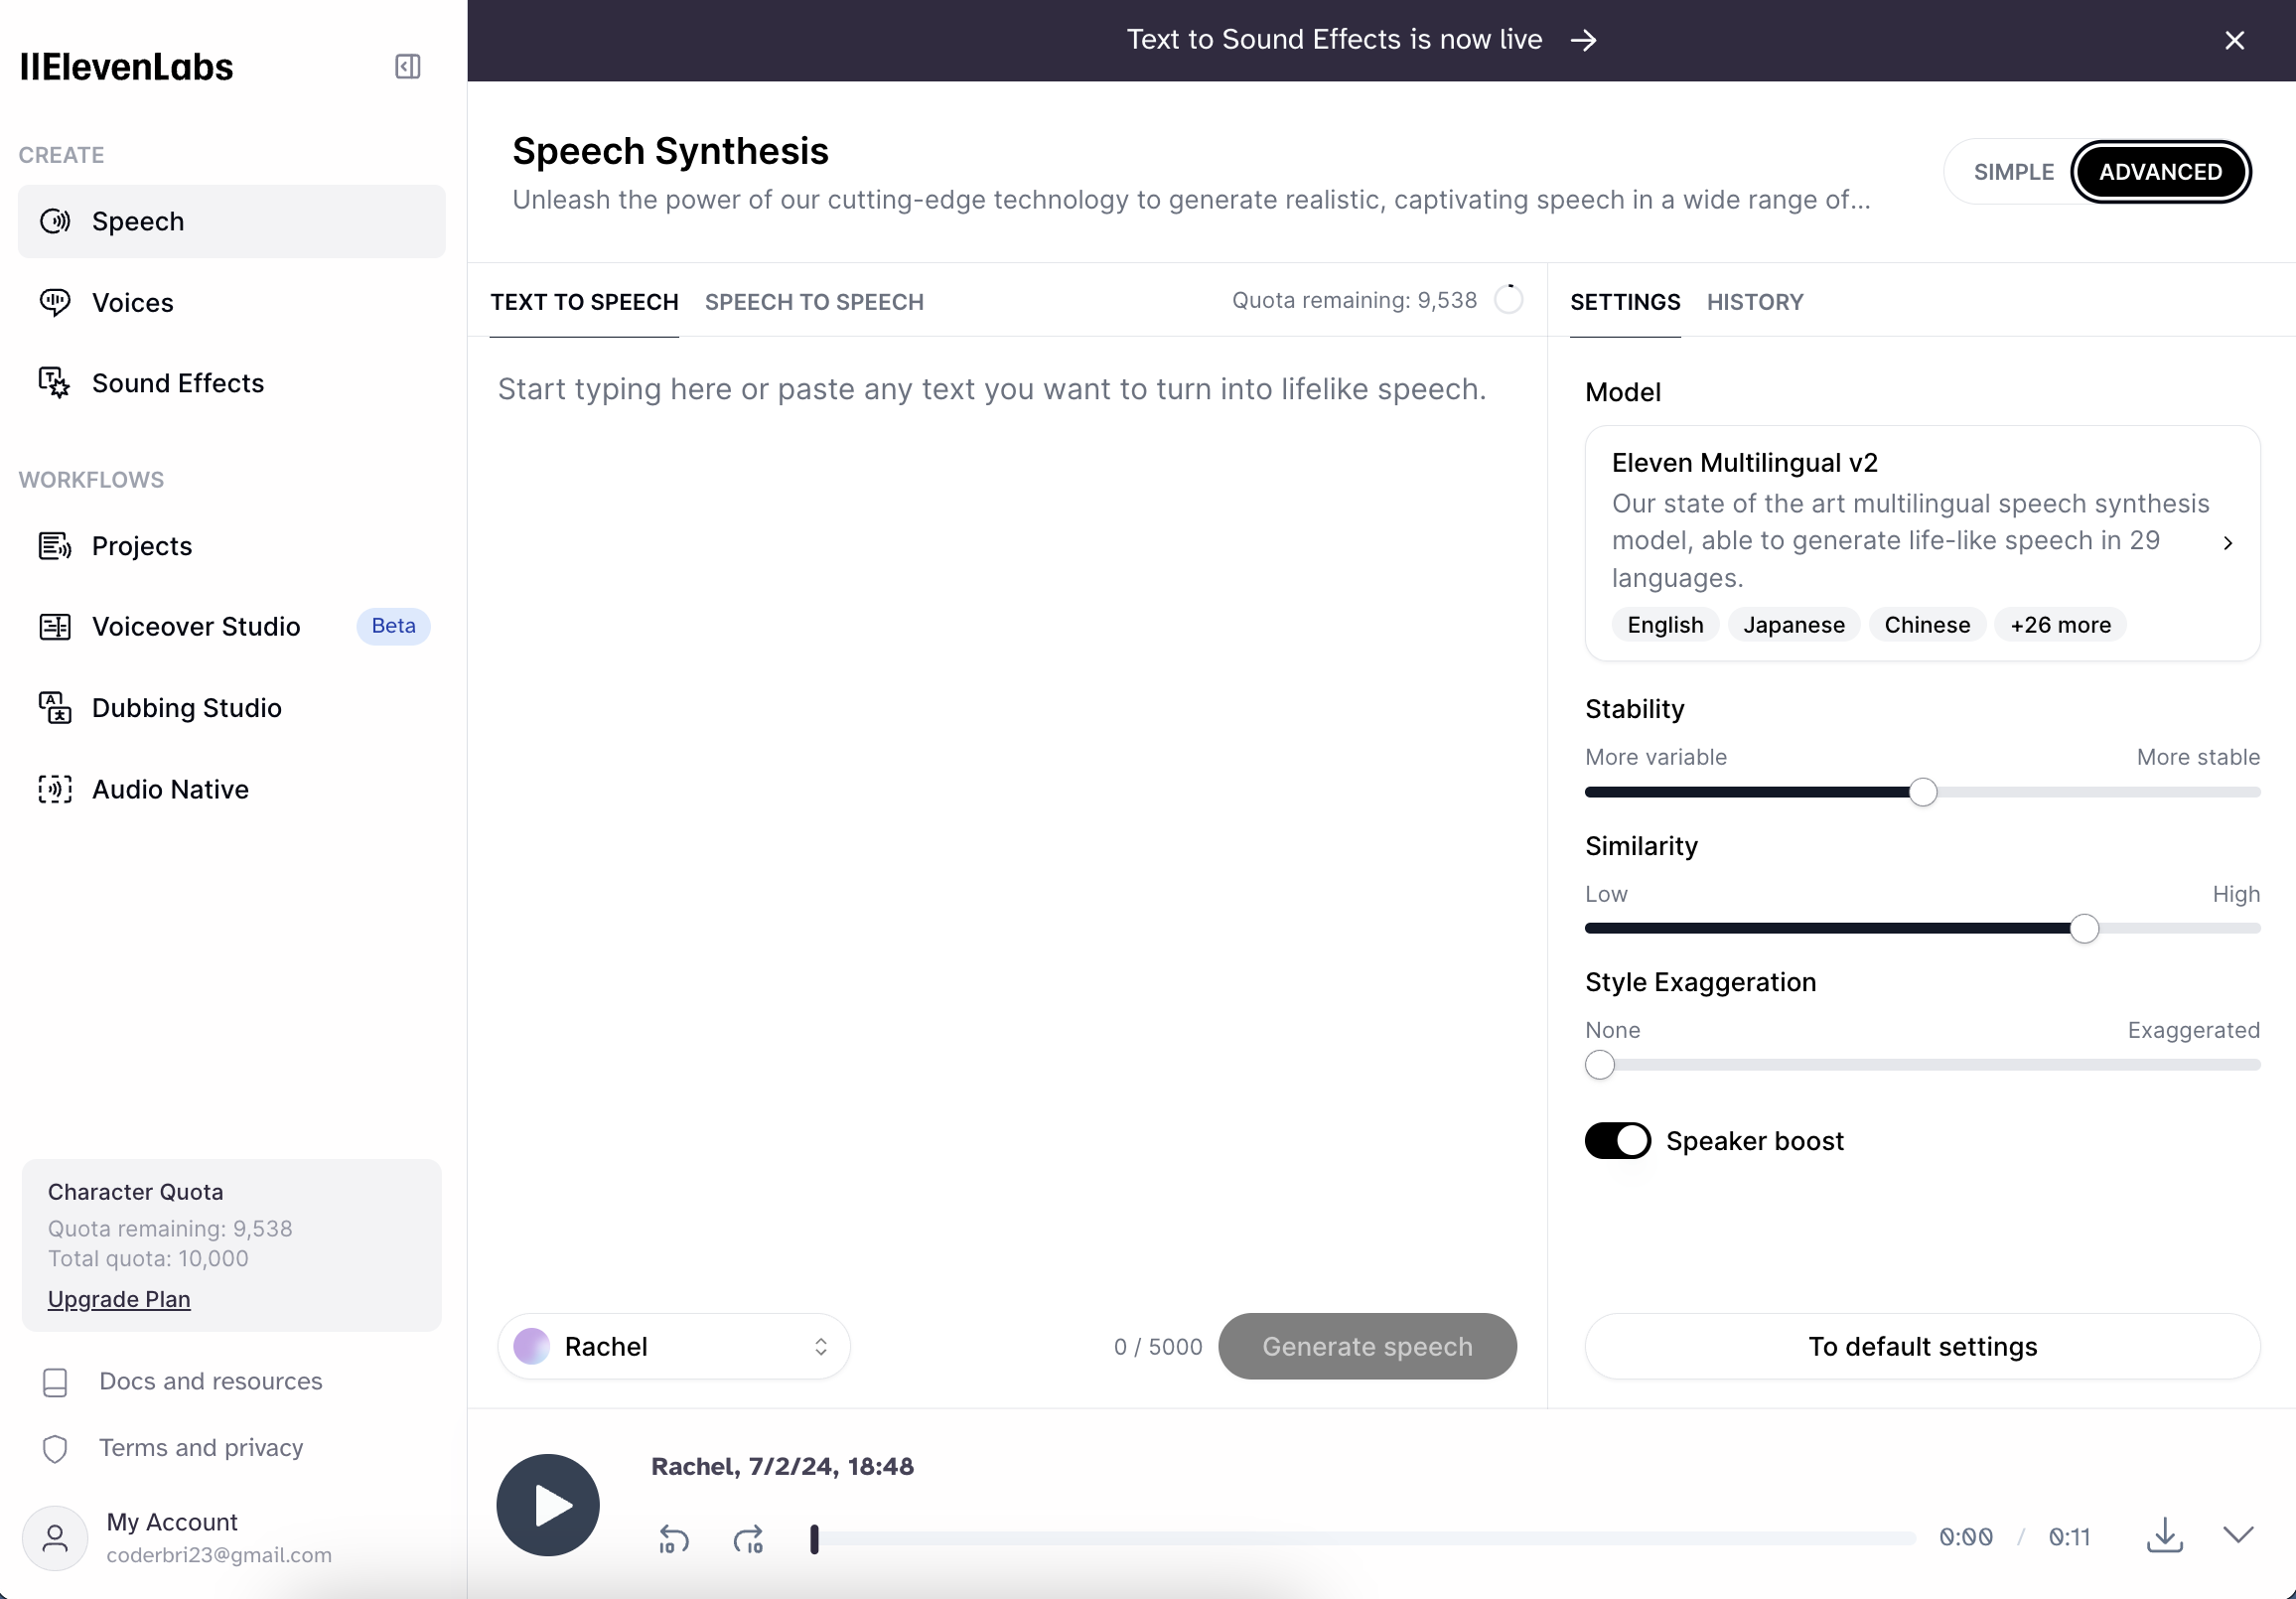 IIElevenLabs
CREATE
Speech
Voices
Sound Effects
WORKFLOWS
Projects
Voiceover Studio Beta
Dubbing Studio
Audio Native
Character Quota
Quota remaining: 9,538
Total quota: 10,000
Upgrade Plan
Docs and resources
Terms and privacy
My Account
coderbri23@gmail.com
Text to Sound Effects is now live
Speech Synthesis
Unleash the power of our cutting-edge technology to generate realistic, captivating speech in a wide range of...
SIMPLE ADVANCED
TEXT TO SPEECH SPEECH TO SPEECH Quota remaining: 9,538
Start typing here or paste any text you want to turn into lifelike speech.
Rachel 0 / 5000 Generate speech
SETTINGS HISTORY
Model
Eleven Multilingual v2
Our state of the art multilingual speech synthesis
model, able to generate life-like speech in 29
languages.
English Japanese Chinese +26 more
Stability
More variable More stable
Similarity
Low High
Style Exaggeration
None Exaggerated
Speaker boost
To default settings
Rachel, 7/2/24, 18:48
10 10 0:00 / 0:11